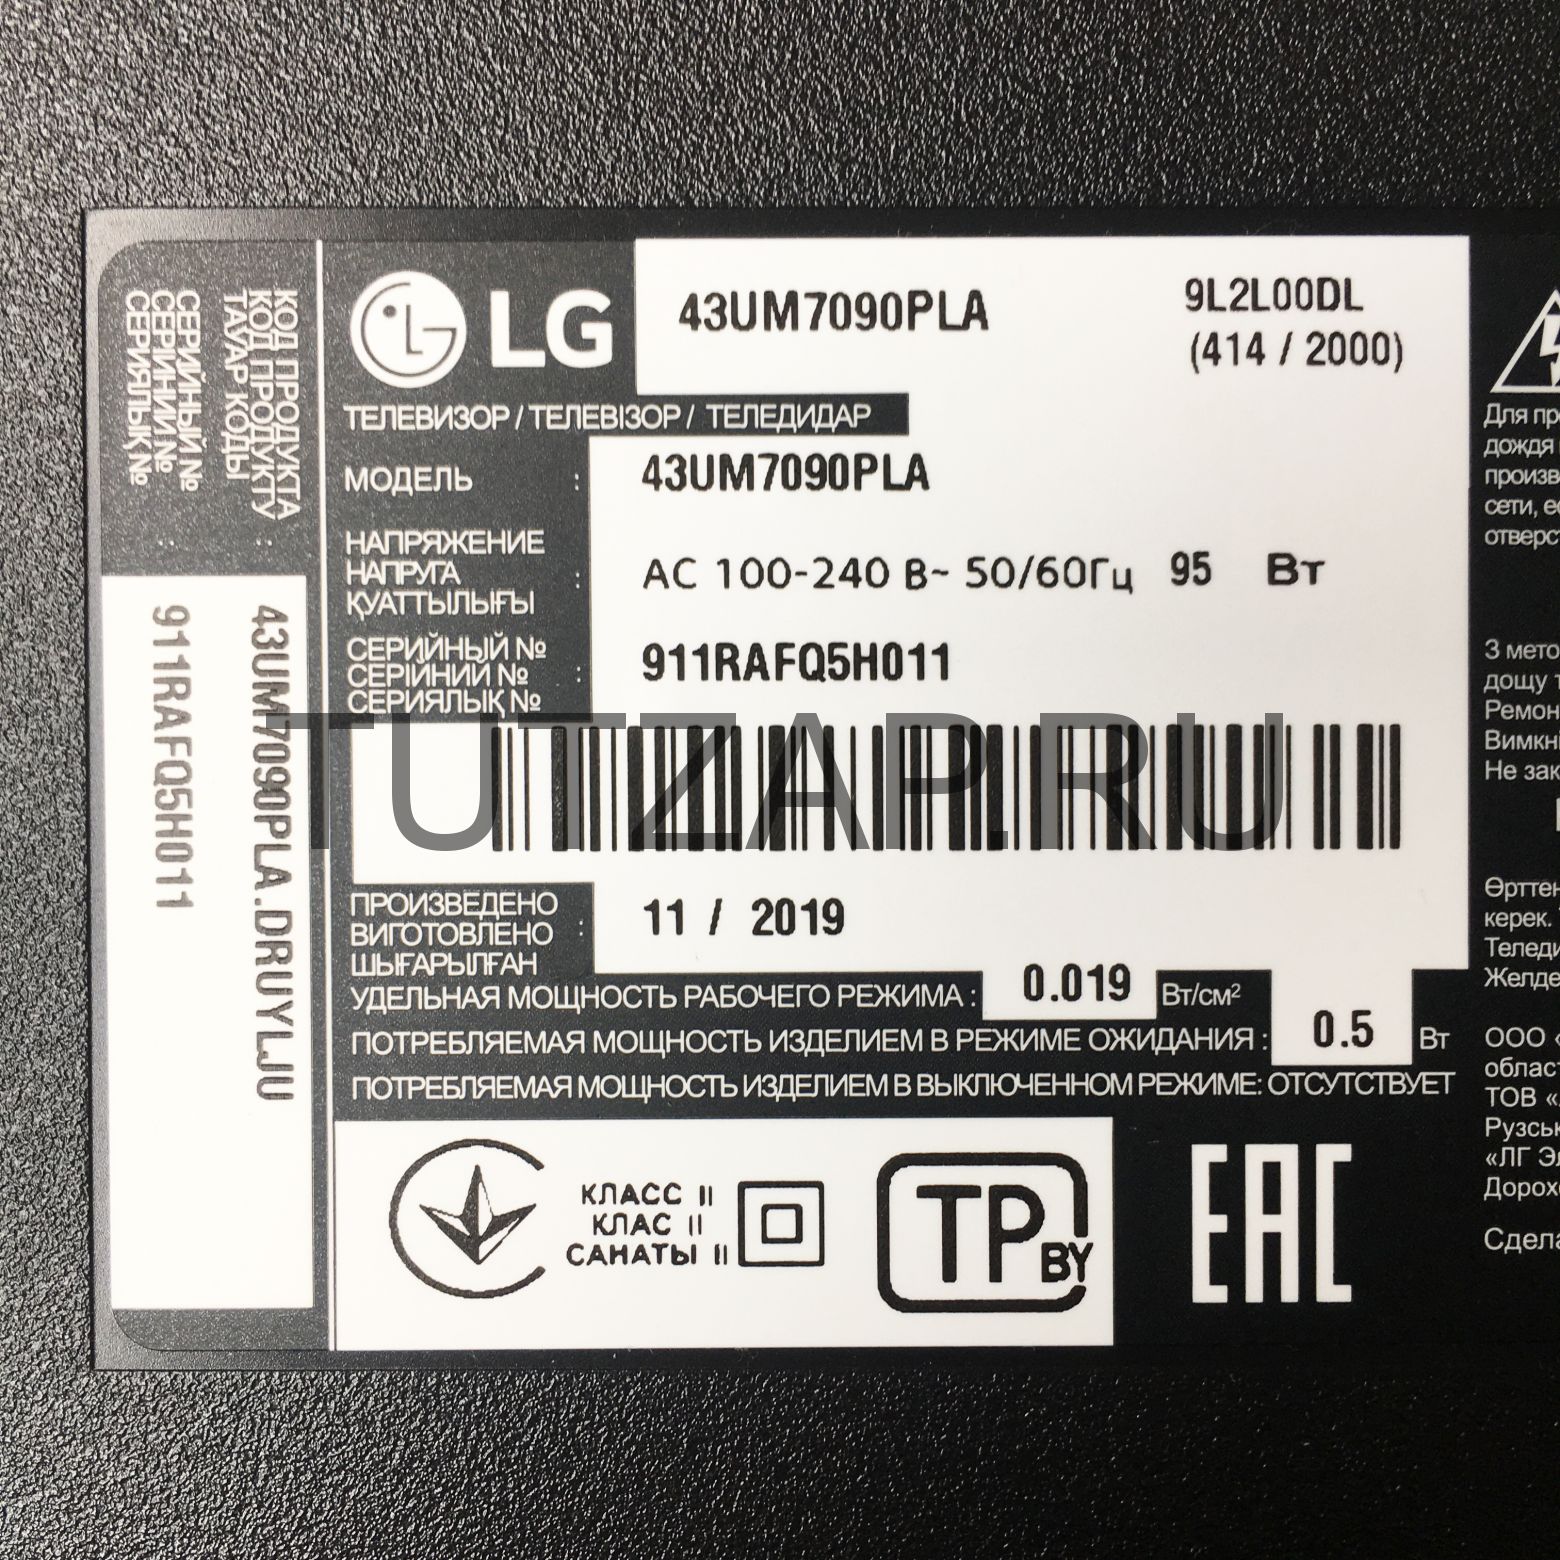 КОД ПРОДУКТА
КОД ПРОДУКТУ :
ТАУАР КОДЫ
СЕРИЙНЫЙ №
СЕРІЙНИЙ № :
СЕРИЯЛЫҚ №
43UM7090PLA.DRUYLJU
911RAFQ5H011
LG
43UM7090PLA
9L2L00DL
(414 / 2000)
ТЕЛЕВИЗОР / ТЕЛЕВІЗОР / ТЕЛЕДИДАР
МОДЕЛЬ : 43UM7090PLA
НАПРЯЖЕНИЕ
НАПРУГА : AC 100-240 В~ 50/60Гц 95 Вт
ҚУАТТЫЛЫҒЫ
СЕРИЙНЫЙ №
СЕРІЙНИЙ № : 911RAFQ5H011
СЕРИЯЛЫҚ №
TUTZAP.RU
ПРОИЗВЕДЕНО
ВИГОТОВЛЕНО : 11 / 2019
ШЫҒАРЫЛҒАН
УДЕЛЬНАЯ МОЩНОСТЬ РАБОЧЕГО РЕЖИМА : 0.019 Вт/см²
ПОТРЕБЛЯЕМАЯ МОЩНОСТЬ ИЗДЕЛИЕМ В РЕЖИМЕ ОЖИДАНИЯ : 0.5 Вт
ПОТРЕБЛЯЕМАЯ МОЩНОСТЬ ИЗДЕЛИЕМ В ВЫКЛЮЧЕННОМ РЕЖИМЕ: ОТСУТСТВУЕТ
КЛАСС II
КЛАС II
САНАТЫ II
TP BY
EAC
Для пр
дождя
произв
сети, ес
отверс
З мето
дощу т
Ремон
Вимкн
Не зак
Өртте
керек.
Теледи
Желде
ООО «
облас
ТОВ «
Рузсь
«ЛГ Эл
Дорох
Сдела